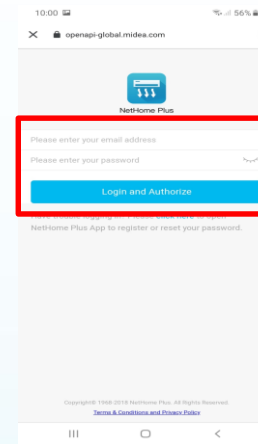 10:00
56%
openapi-global.midea.com
NetHome Plus
Please enter your email address
Please enter your password
Login and Authorize
NetHome Plus App to register or reset your password.
Copyright© 1998-2018 NetHome Plus. All Rights Reserved.
Terms & Conditions and Privacy Policy